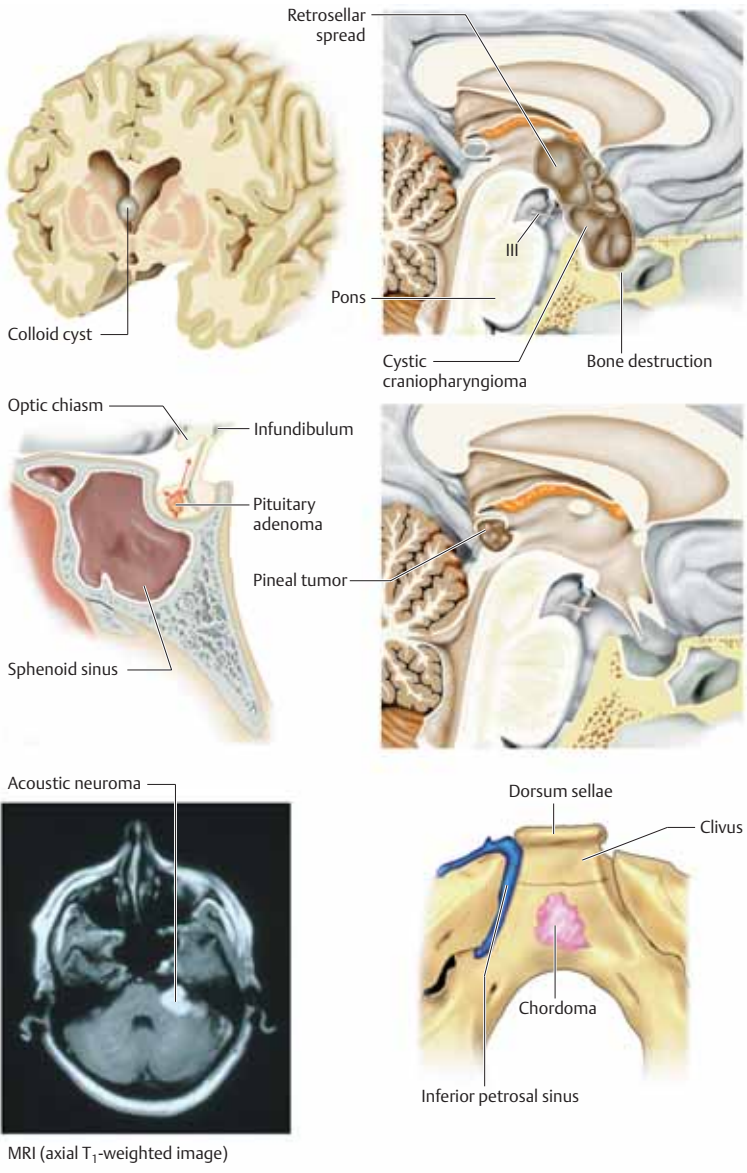 Retrosellar
spread
III
Pons
Colloid cyst
Cystic
craniopharyngioma
Bone destruction
Optic chiasm
Infundibulum
Pituitary
adenoma
Pineal tumor
Sphenoid sinus
Acoustic neuroma
Dorsum sellae
Clivus
Chordoma
Inferior petrosal sinus
MRI (axial T₁-weighted image)